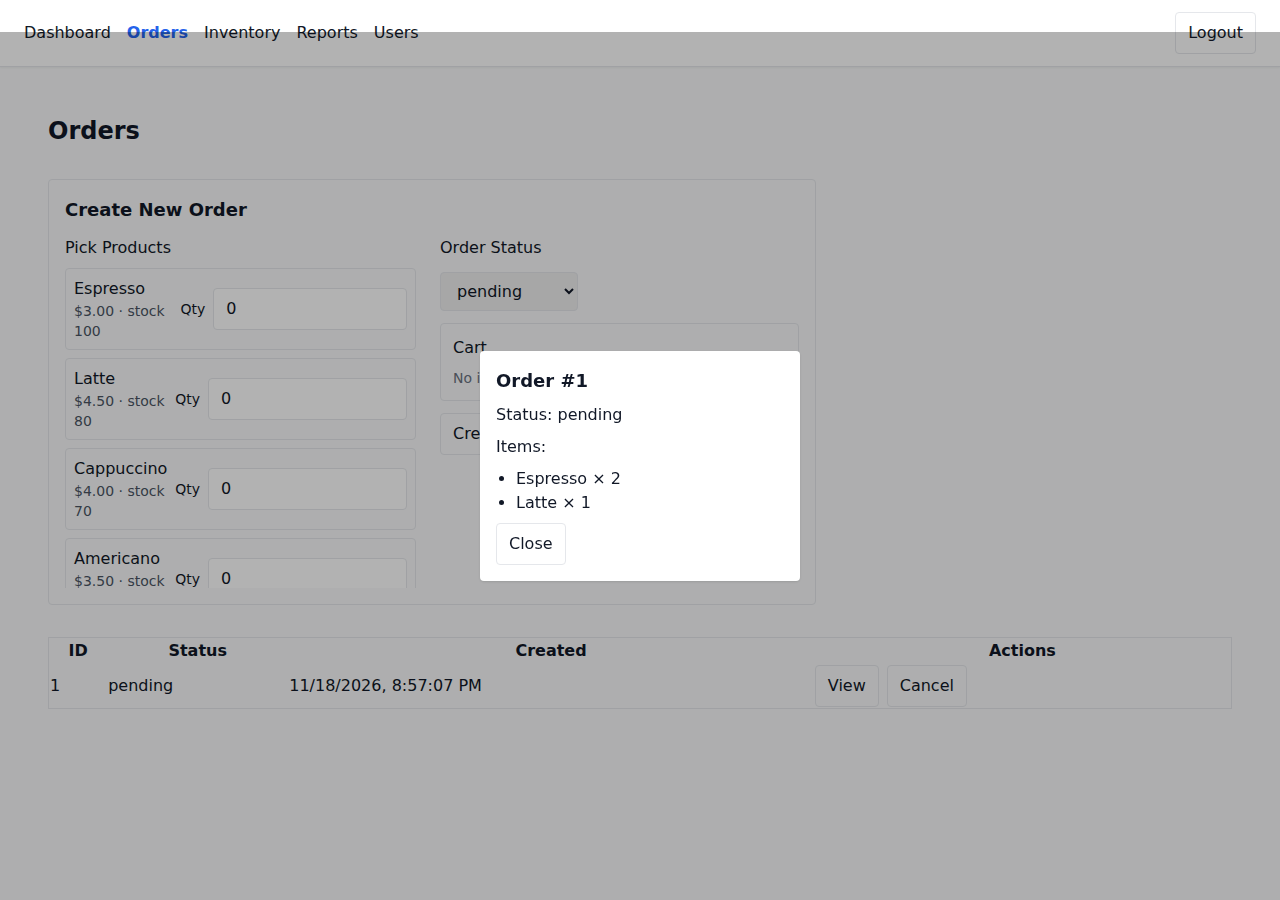 Dashboard Orders Inventory Reports Users Logout
Orders
Create New Order
Pick Products
Espresso
$3.00 · stock
100
Qty
0
Latte
$4.50 · stock
80
Qty
0
Cappuccino
$4.00 · stock
70
Qty
0
Americano
$3.50 · stock
Qty
0
Order Status
pending
Cart
No i
Cre
Order #1
Status: pending
Items:
• Espresso × 2
• Latte × 1
Close
ID Status Created Actions
1 pending 11/18/2026, 8:57:07 PM View Cancel